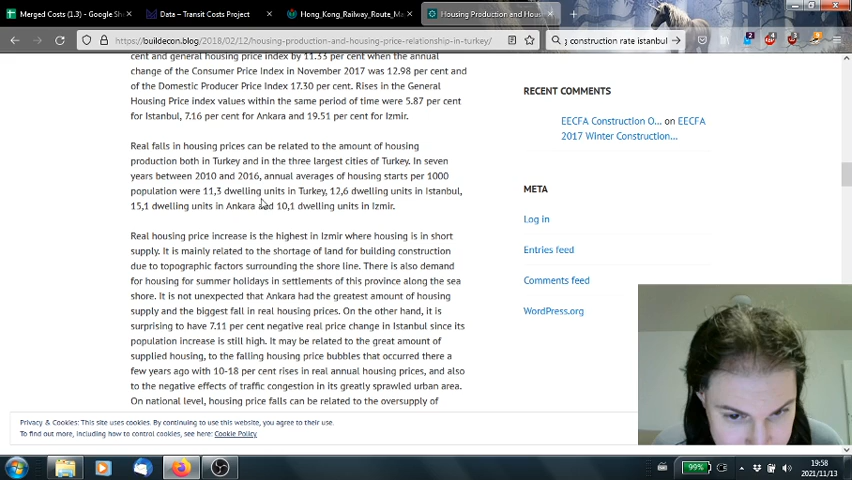 Merged Costs (1.3) - Google Sh
Data – Transit Costs Project
Hong_Kong_Railway_Route_Ma
Housing Production and Hous
https://buildecon.blog/2018/02/12/housing-production-and-housing-price-relationship-in-turkey/
construction rate istanbul
cent and general housing price index by 11.33 per cent when the annual
change of the Consumer Price Index in November 2017 was 12.98 per cent and
of the Domestic Producer Price Index 17.30 per cent. Rises in the General
Housing Price index values within the same period of time were 5.87 per cent
for Istanbul, 7.16 per cent for Ankara and 19.51 per cent for Izmir.
Real falls in housing prices can be related to the amount of housing
production both in Turkey and in the three largest cities of Turkey. In seven
years between 2010 and 2016, annual averages of housing starts per 1000
population were 11,3 dwelling units in Turkey, 12,6 dwelling units in Istanbul,
15,1 dwelling units in Ankara and 10,1 dwelling units in Izmir.
Real housing price increase is the highest in Izmir where housing is in short
supply. It is mainly related to the shortage of land for building construction
due to topographic factors surrounding the shore line. There is also demand
for housing for summer holidays in settlements of this province along the sea
shore. It is not unexpected that Ankara had the greatest amount of housing
supply and the biggest fall in real housing prices. On the other hand, it is
surprising to have 7.11 per cent negative real price change in Istanbul since its
population increase is still high. It may be related to the great amount of
supplied housing, to the falling housing price bubbles that occurred there a
few years ago with 10-18 per cent rises in real annual housing prices, and also
to the negative effects of traffic congestion in its greatly sprawled urban area.
On national level, housing price falls can be related to the oversupply of
RECENT COMMENTS
EECFA Construction O... on EECFA
2017 Winter Construction...
META
Log in
Entries feed
Comments feed
WordPress.org
Privacy & Cookies: This site uses cookies. By continuing to use this website, you agree to their use.
To find out more, including how to control cookies, see here: Cookie Policy
99%
19:58
2021/11/13